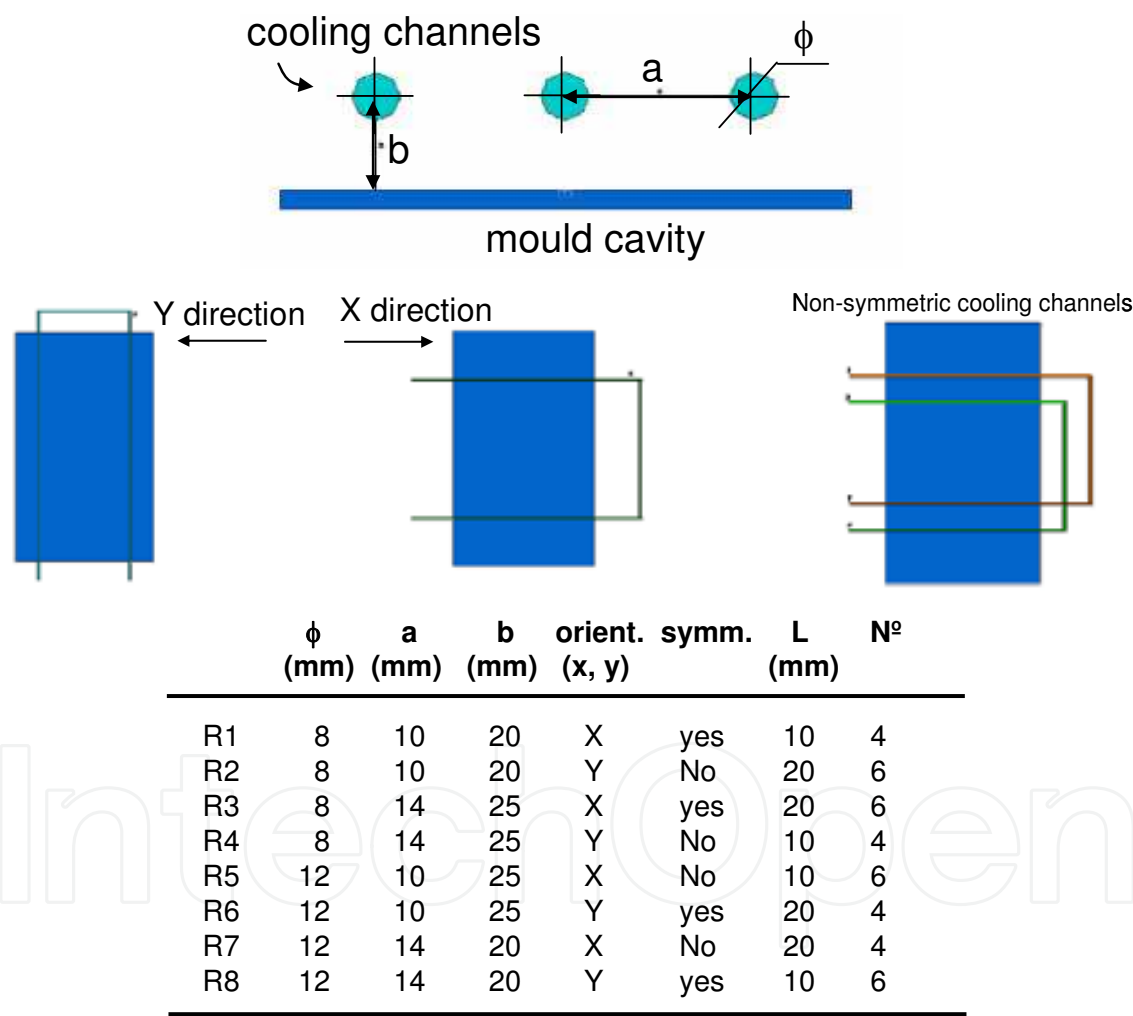 cooling channels
ϕ
a
b
mould cavity
Y direction
X direction
Non-symmetric cooling channels
ϕ a b orient. symm. L Nº
(mm) (mm) (mm) (x, y) (mm)
R1 8 10 20 X yes 10 4
R2 8 10 20 Y No 20 6
R3 8 14 25 X yes 20 6
R4 8 14 25 Y No 10 4
R5 12 10 25 X No 10 6
R6 12 10 25 Y yes 20 4
R7 12 14 20 X No 20 4
R8 12 14 20 Y yes 10 6
IntechOpen